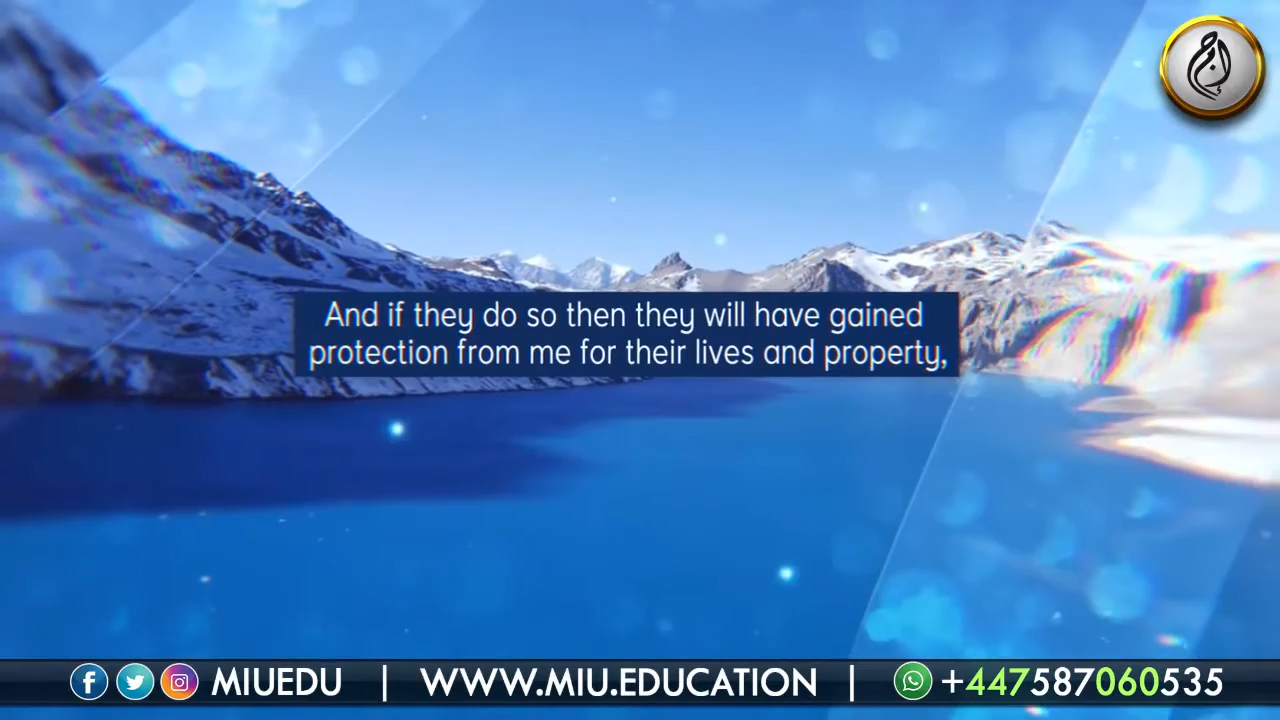 And if they do so then they will have gained
protection from me for their lives and property,
MIUEDU | WWW.MIU.EDUCATION | +447587060535